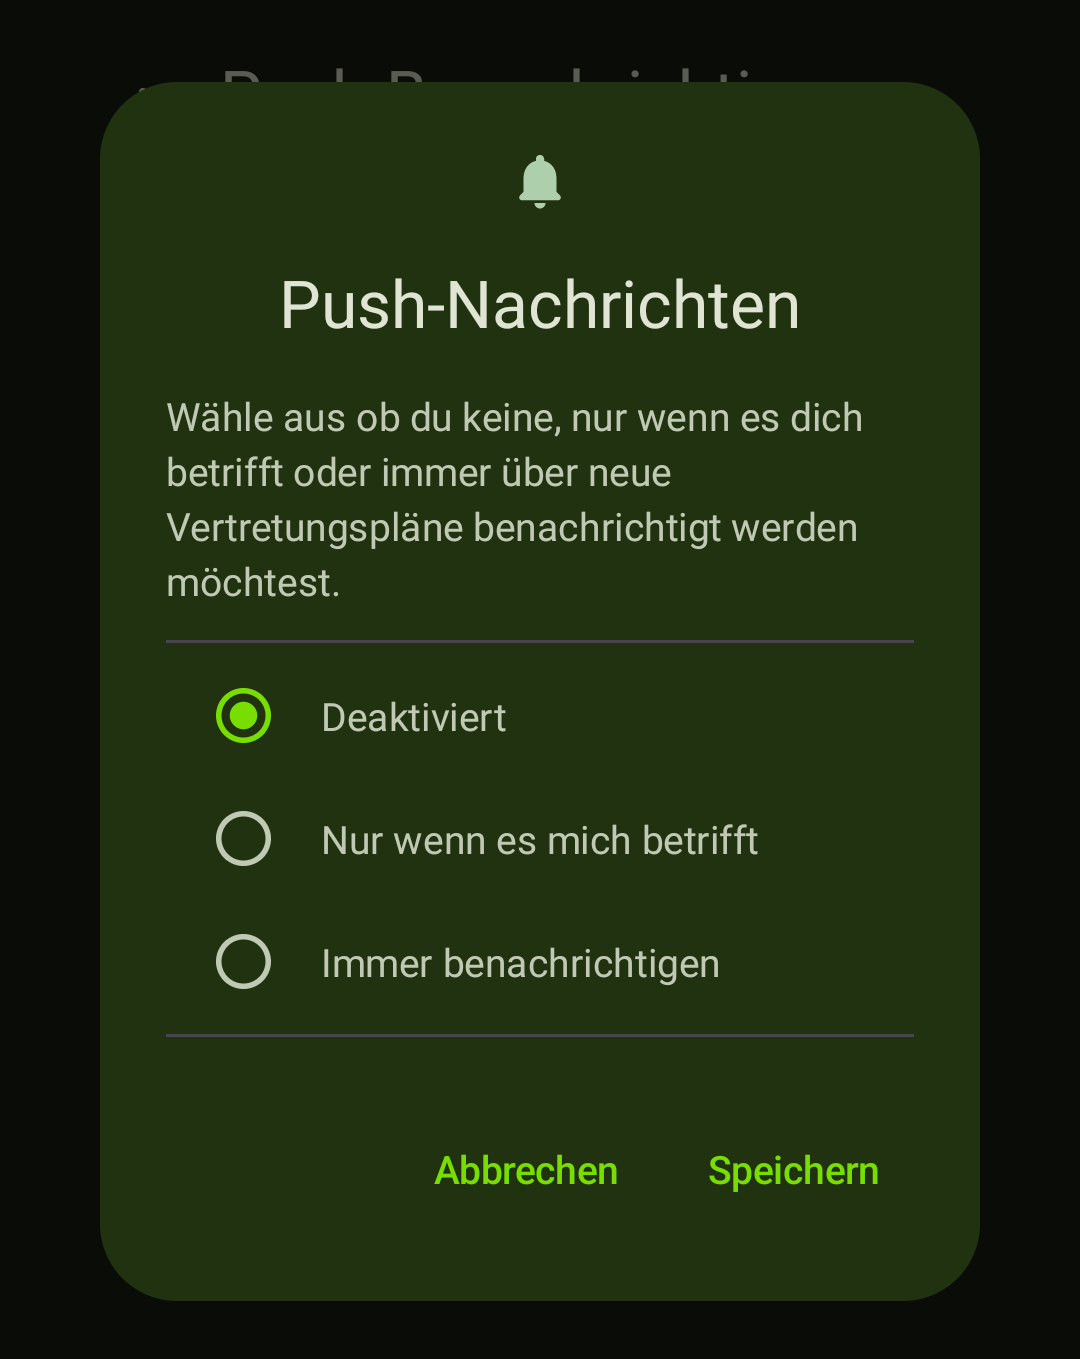 Push-Nachrichten
Wähle aus ob du keine, nur wenn es dich
betrifft oder immer über neue
Vertretungspläne benachrichtigt werden
möchtest.
Deaktiviert
Nur wenn es mich betrifft
Immer benachrichtigen
Abbrechen Speichern